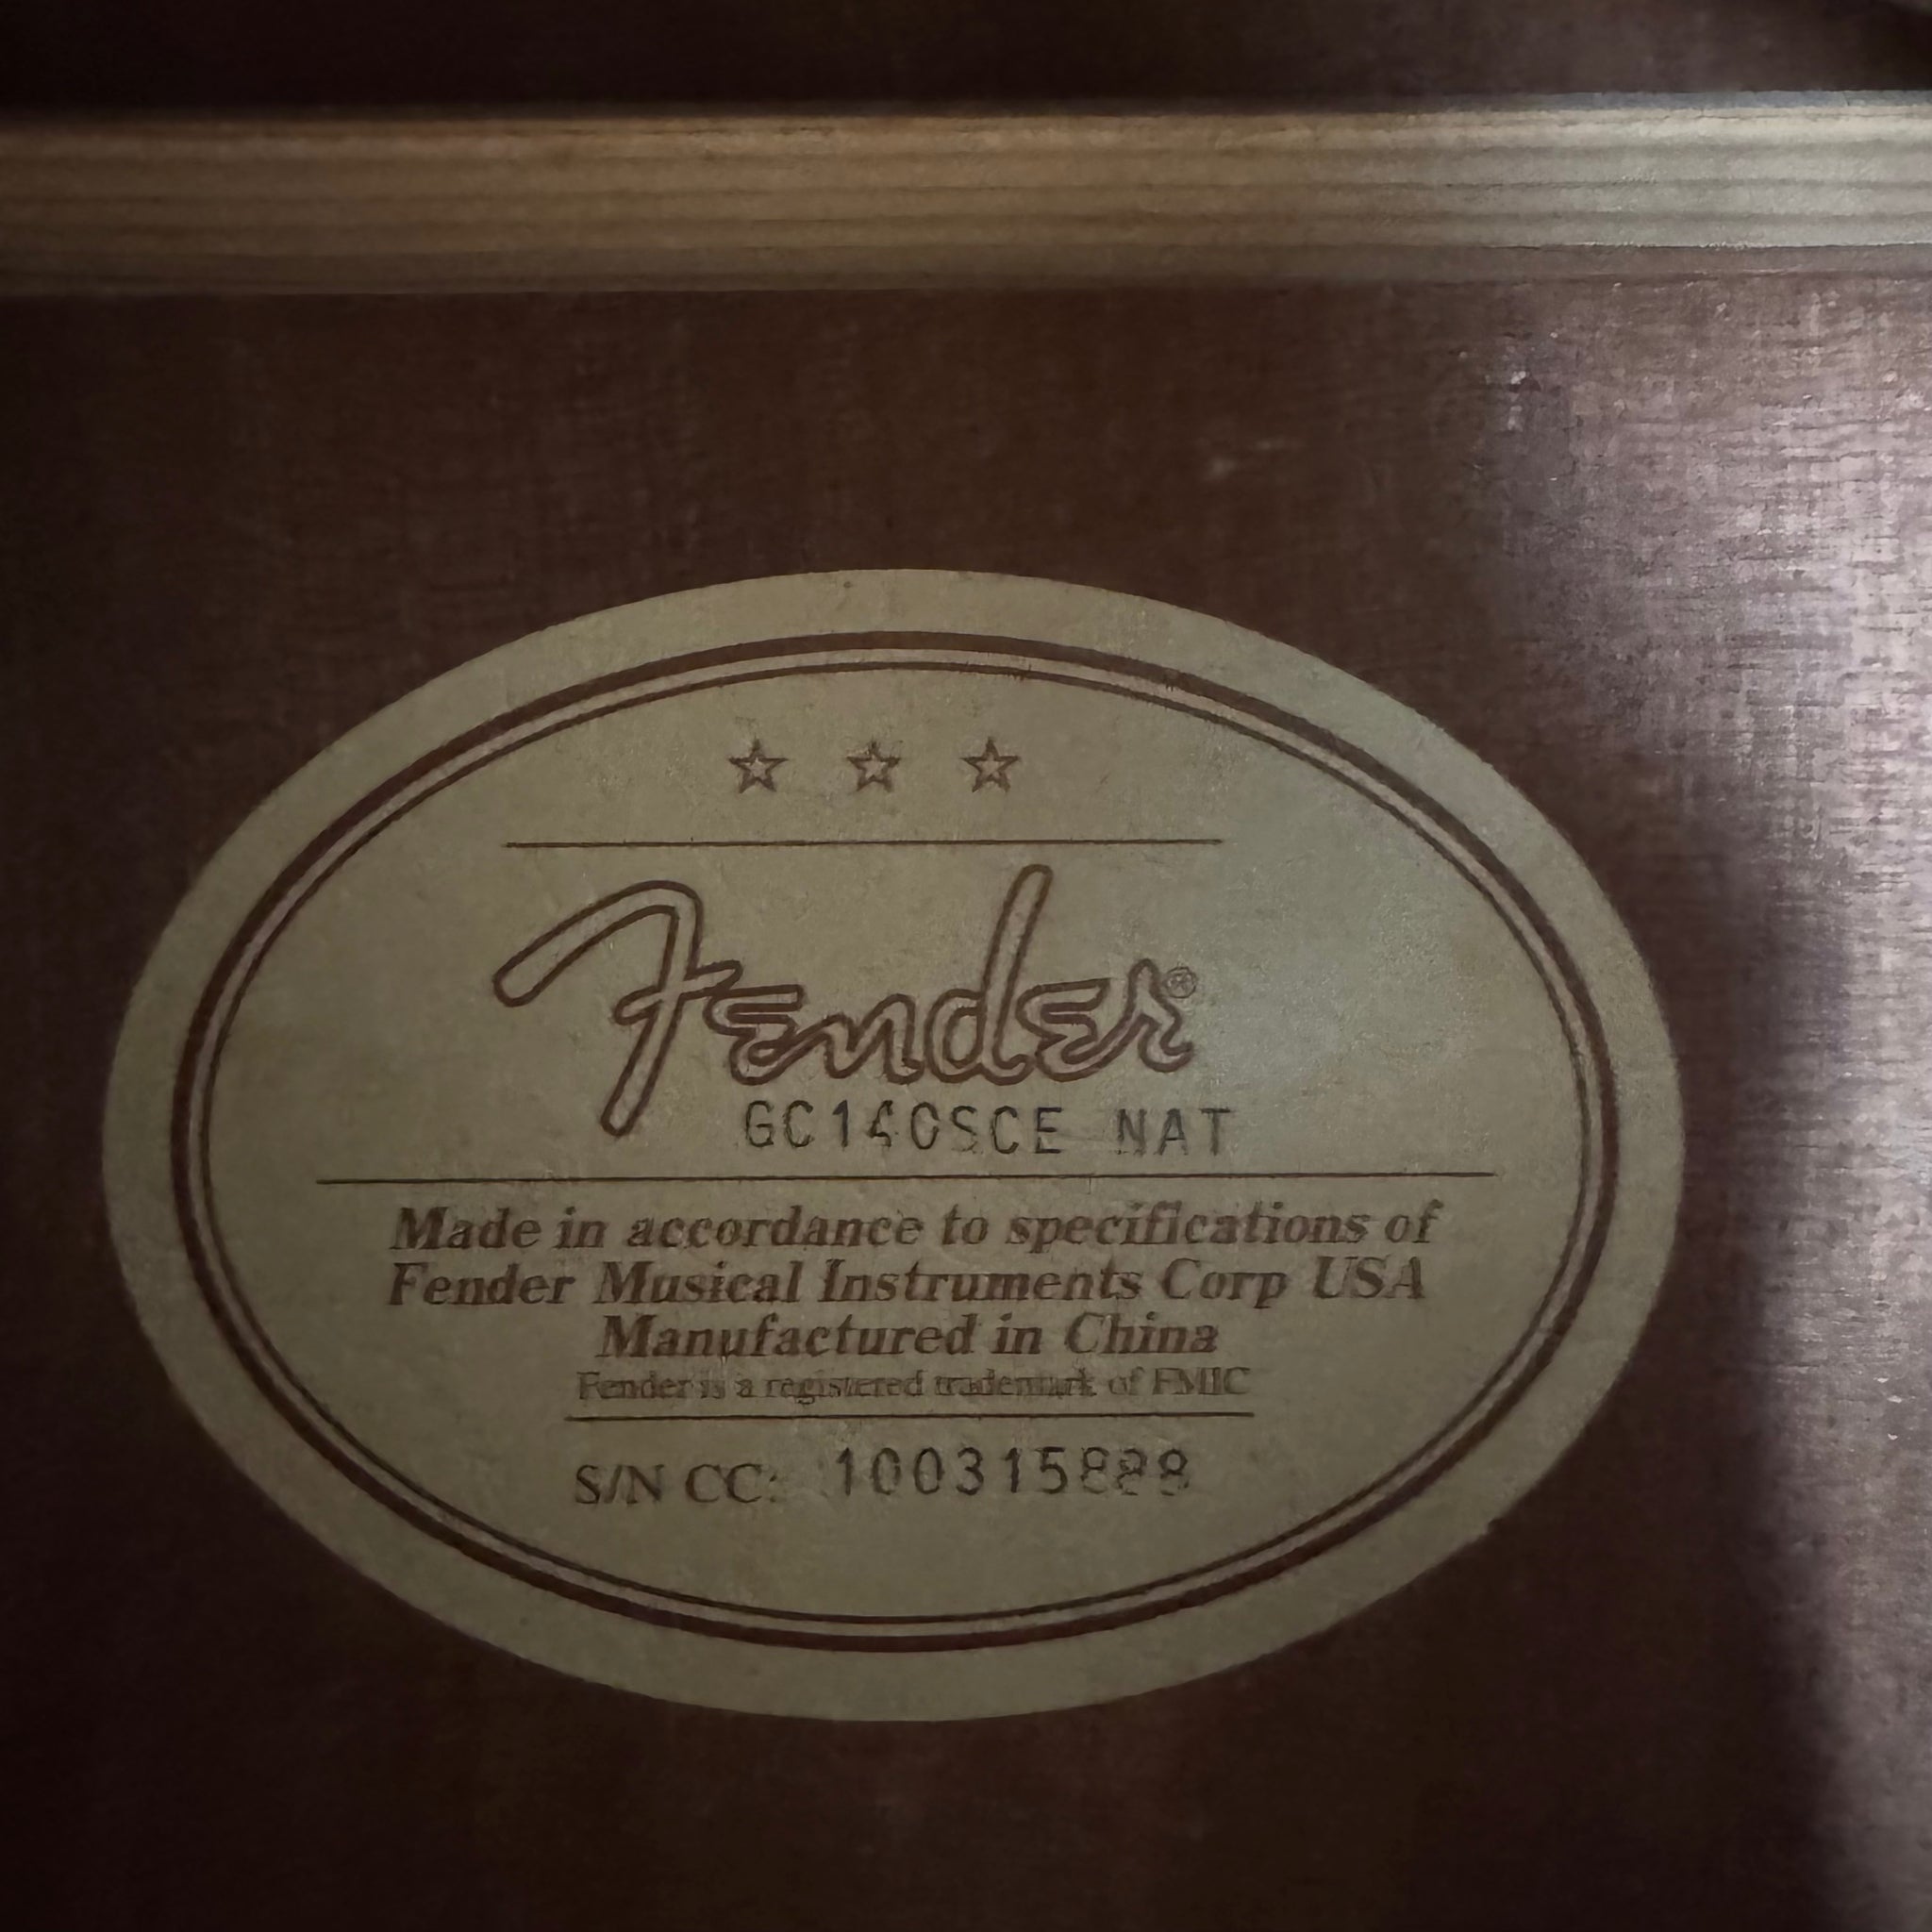 ☆ ☆ ☆
Fender®
GC140SCE NAT
Made in accordance to specifications of
Fender Musical Instruments Corp USA
Manufactured in China
Fender is a registered trademark of FMIC
S/N CC: 100315888